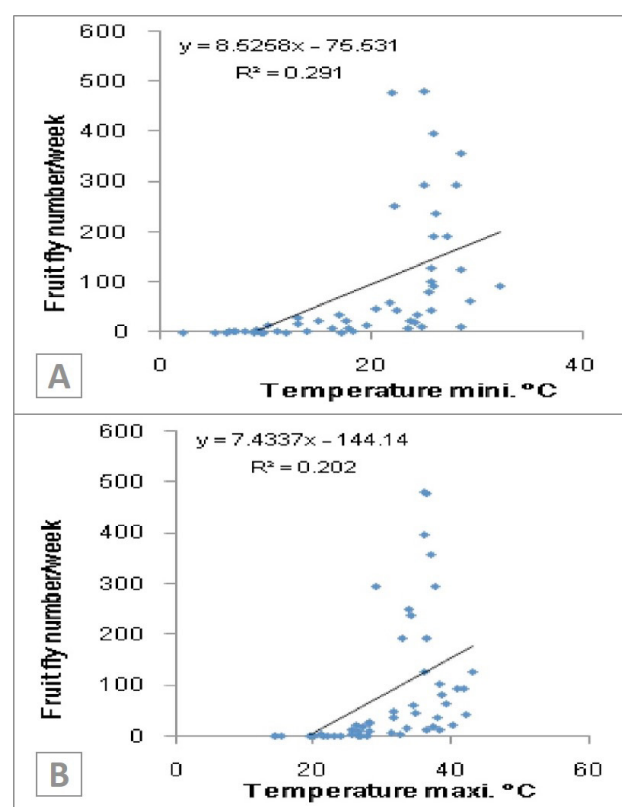 600
y = 8.5258x – 75.531
R² = 0.291
500
400
300
200
100
0
Fruit fly number/week
0
20
40
A
Temperature mini. ºC
600
y = 7.4337x – 144.14
R² = 0.202
500
400
300
200
100
0
Fruit fly number/week
0
20
40
60
B
Temperature maxi. ºC